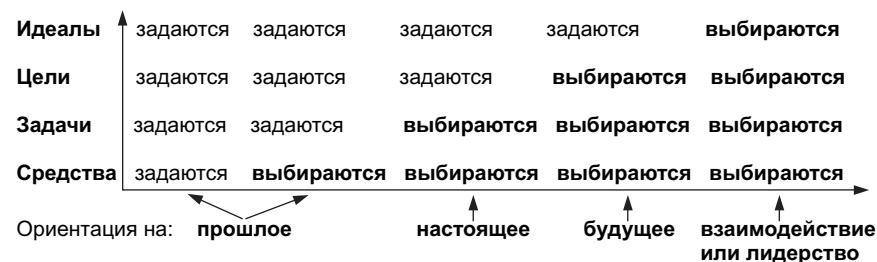 Идеалы задаются задаются задаются задаются выбираются
Цели задаются задаются задаются выбираются выбираются
Задачи задаются задаются выбираются выбираются выбираются
Средства задаются выбираются выбираются выбираются выбираются
Ориентация на: прошлое настоящее будущее взаимодействие
или лидерство